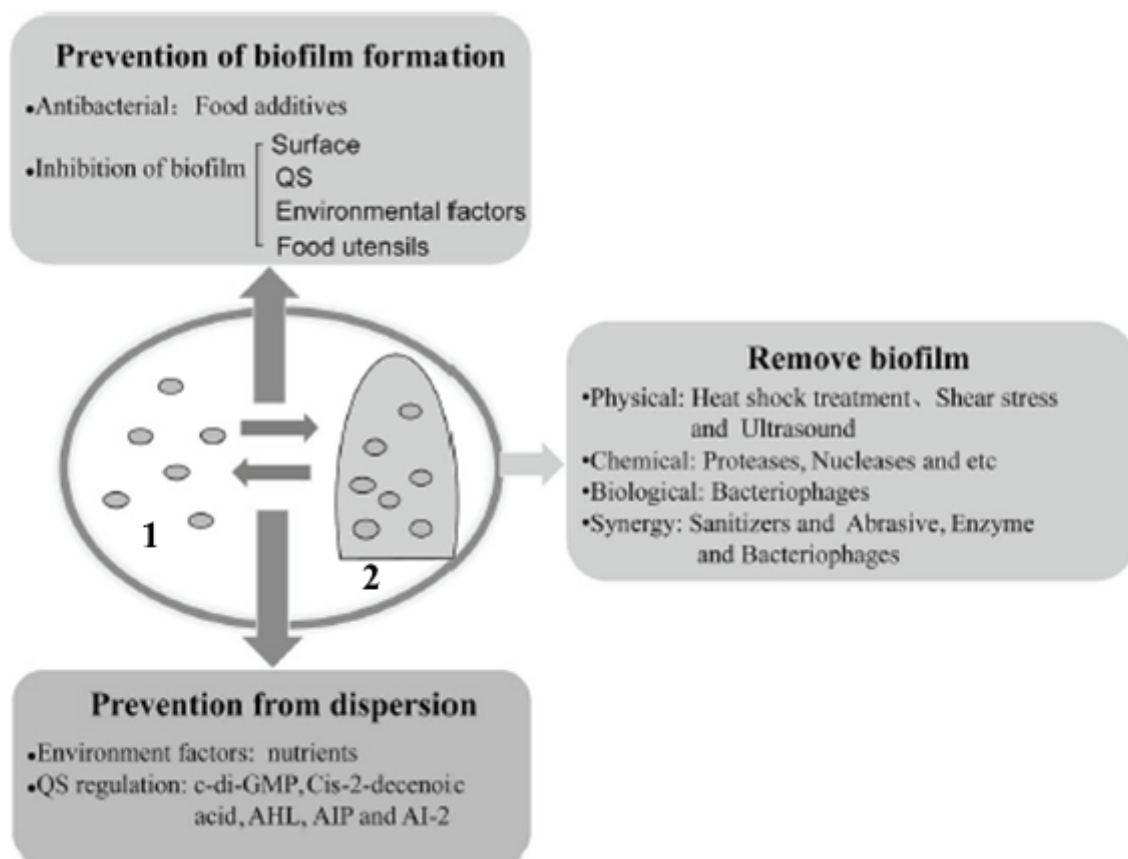 Prevention of biofilm formation
•Antibacterial: Food additives
•Inhibition of biofilm
Surface
QS
Environmental factors
Food utensils
1
2
Remove biofilm
•Physical: Heat shock treatment、Shear stress
and Ultrasound
•Chemical: Proteases, Nucleases and etc
•Biological: Bacteriophages
•Synergy: Sanitizers and Abrasive, Enzyme
and Bacteriophages
Prevention from dispersion
•Environment factors: nutrients
•QS regulation: c-di-GMP, Cis-2-decenoic
acid, AHL, AIP and AI-2